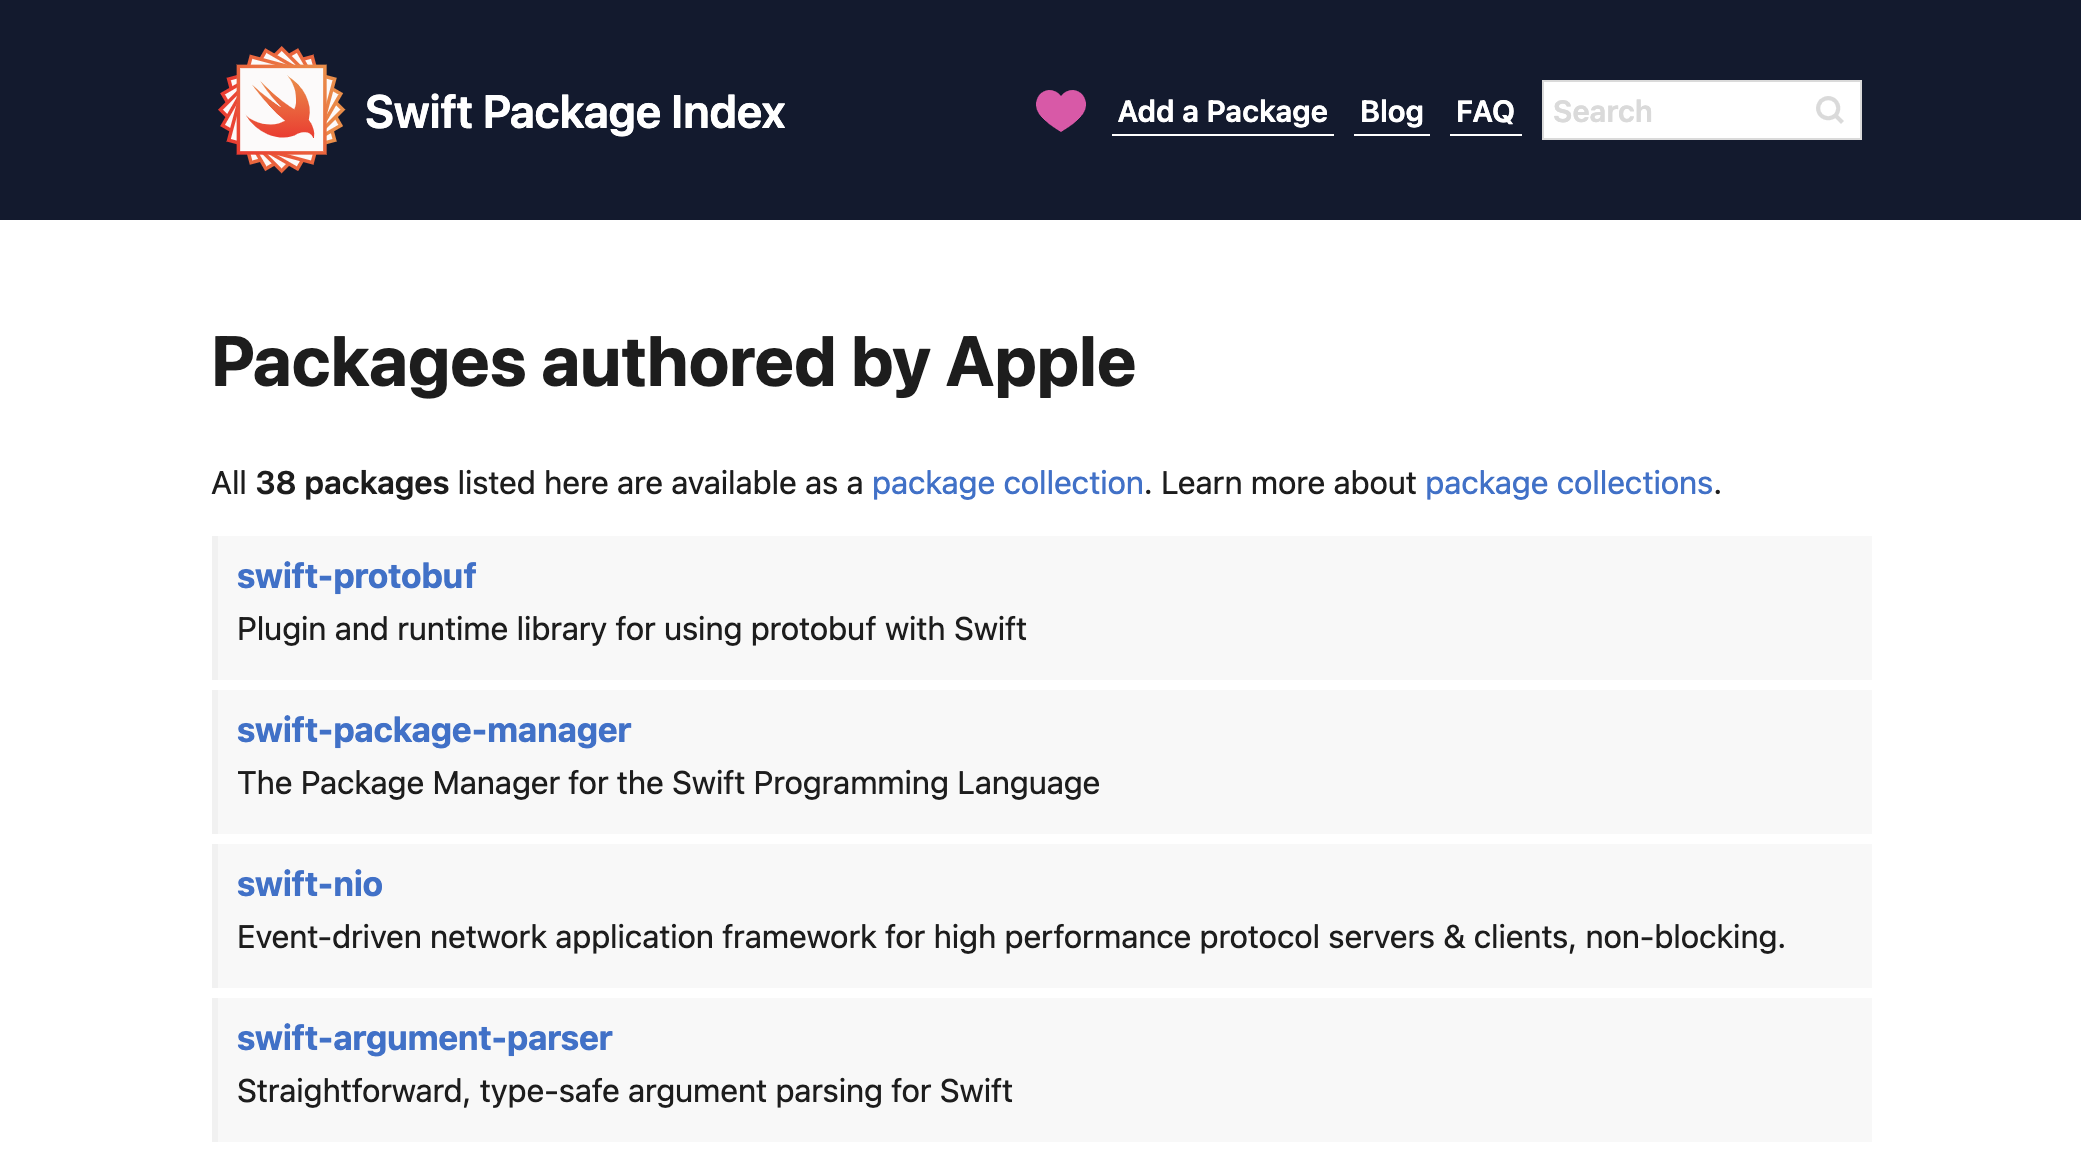 Swift Package Index
Add a Package Blog FAQ Search
Packages authored by Apple
All 38 packages listed here are available as a package collection. Learn more about package collections.
swift-protobuf
Plugin and runtime library for using protobuf with Swift
swift-package-manager
The Package Manager for the Swift Programming Language
swift-nio
Event-driven network application framework for high performance protocol servers & clients, non-blocking.
swift-argument-parser
Straightforward, type-safe argument parsing for Swift